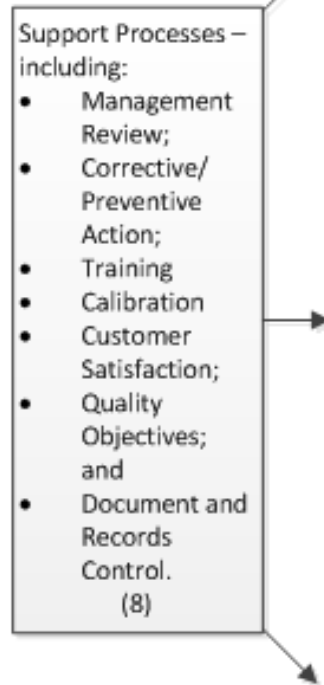 Support Processes –
including:
• Management
Review;
• Corrective/
Preventive
Action;
• Training
• Calibration
• Customer
Satisfaction;
• Quality
Objectives;
and
• Document and
Records
Control.
(8)